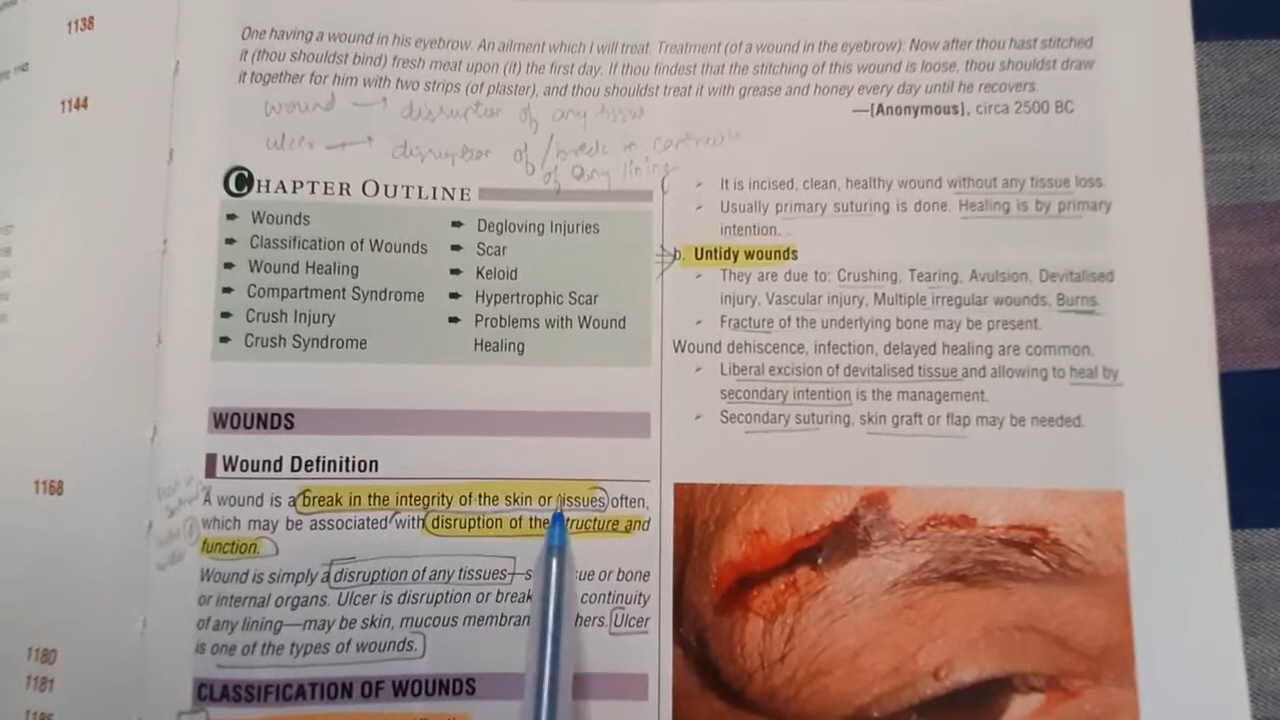 1138
1144
1168
1180
1181
One having a wound in his eyebrow. An ailment which I will treat. Treatment (of a wound in the eyebrow): Now after thou hast stitched
it (thou shouldst bind) fresh meat upon (it) the first day. If thou findest that the stitching of this wound is loose, thou shouldst draw
it together for him with two strips (of plaster), and thou shouldst treat it with grease and honey every day until he recovers.
—[Anonymous], circa 2500 BC
wound → disruption of any tissue
ulcer → disruption of / break in
of any lining
CHAPTER OUTLINE
Wounds
Classification of Wounds
Wound Healing
Compartment Syndrome
Crush Injury
Crush Syndrome
Degloving Injuries
Scar
Keloid
Hypertrophic Scar
Problems with Wound
Healing
WOUNDS
Wound Definition
A wound is a break in the integrity of the skin or tissues often,
which may be associated with disruption of the structure and
function.
Wound is simply a disruption of any tissues—s ue or bone
or internal organs. Ulcer is disruption or break continuity
of any lining—may be skin, mucous membran hers. Ulcer
is one of the types of wounds.
CLASSIFICATION OF WOUNDS
It is incised, clean, healthy wound without any tissue loss.
Usually primary suturing is done. Healing is by primary
intention.
b. Untidy wounds
They are due to: Crushing, Tearing, Avulsion, Devitalised
injury, Vascular injury, Multiple irregular wounds, Burns.
Fracture of the underlying bone may be present.
Wound dehiscence, infection, delayed healing are common.
Liberal excision of devitalised tissue and allowing to heal by
secondary intention is the management.
Secondary suturing, skin graft or flap may be needed.